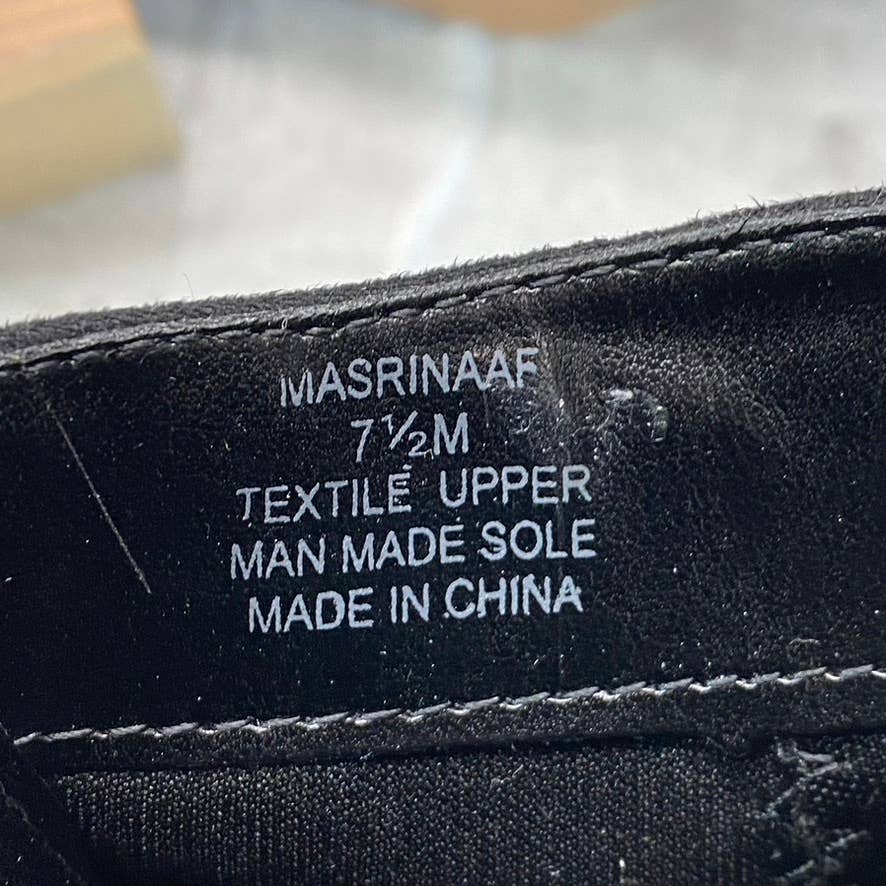 MASRINAAF
7½M
TEXTILE UPPER
MAN MADE SOLE
MADE IN CHINA